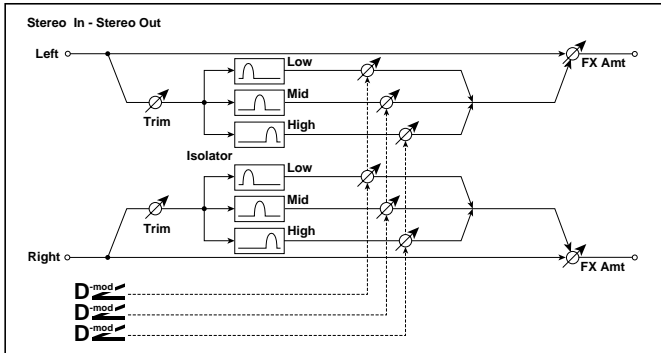 Stereo In - Stereo Out
Left
FX Amt
Trim
Low
Mid
High
Isolator
Low
Mid
High
Trim
Right
FX Amt
D-mod
D-mod
D-mod